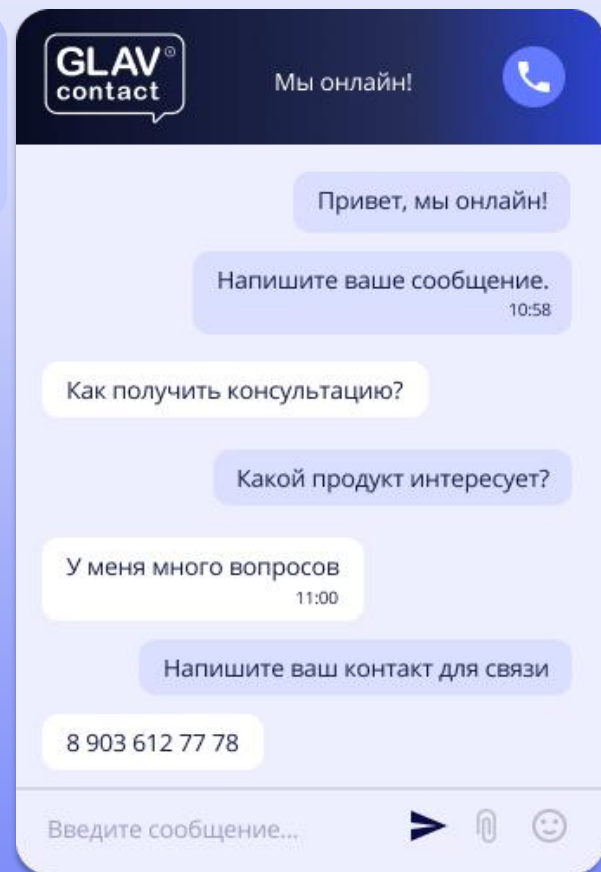 GLAV®
contact
Мы онлайн!
Привет, мы онлайн!
Напишите ваше сообщение.
10:58
Как получить консультацию?
Какой продукт интересует?
У меня много вопросов
11:00
Напишите ваш контакт для связи
8 903 612 77 78
Введите сообщение...